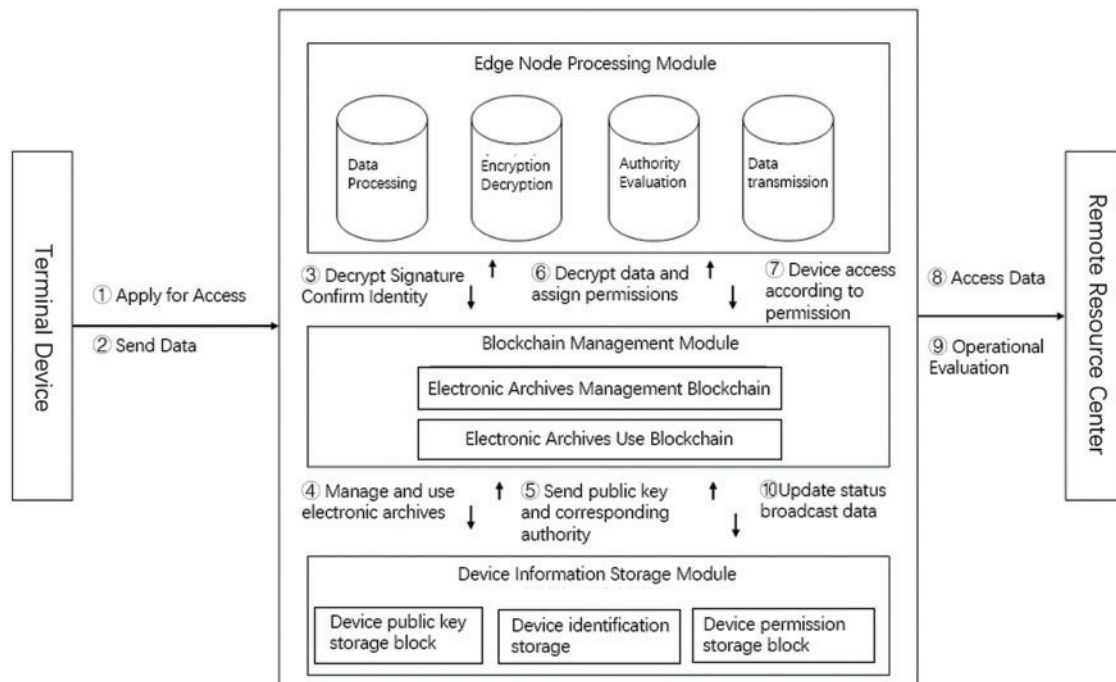 Terminal Device
① Apply for Access
② Send Data
Edge Node Processing Module
Data
Processing
Encryption
Decryption
Authority
Evaluation
Data
transmission
③ Decrypt Signature
Confirm Identity
⑥ Decrypt data and
assign permissions
⑦ Device access
according to
permission
Blockchain Management Module
Electronic Archives Management Blockchain
Electronic Archives Use Blockchain
④ Manage and use
electronic archives
⑤ Send public key
and corresponding
authority
⑩Update status
broadcast data
Device Information Storage Module
Device public key
storage block
Device identification
storage
Device permission
storage block
⑧ Access Data
⑨ Operational
Evaluation
Remote Resource Center